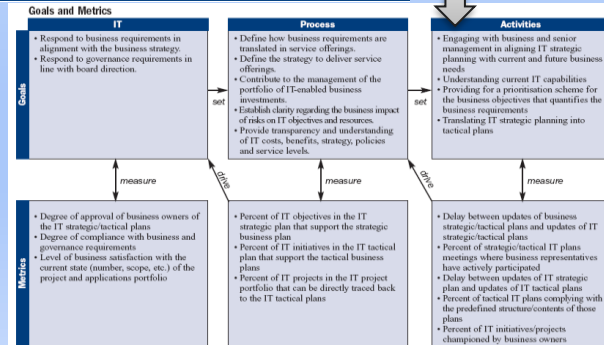 Goals and Metrics
IT
Process
Activities
Goals
• Respond to business requirements in
alignment with the business strategy.
• Respond to governance requirements in
line with board direction.
set
• Define how business requirements are
translated in service offerings.
• Define the strategy to deliver service
offerings.
• Contribute to the management of the
portfolio of IT-enabled business
investments.
• Establish clarity regarding the business impact
of risks on IT objectives and resources.
• Provide transparency and understanding
of IT costs, benefits, strategy, policies
and service levels.
set
• Engaging with business and senior
management in aligning IT strategic
planning with current and future business
needs
• Understanding current IT capabilities
• Providing for a prioritisation scheme for
the business objectives that quantifies the
business requirements
• Translating IT strategic planning into
tactical plans
measure
drive
measure
drive
measure
Metrics
• Degree of approval of business owners of
the IT strategic/tactical plans
• Degree of compliance with business and
governance requirements
• Level of business satisfaction with the
current state (number, scope, etc.) of the
project and applications portfolio
• Percent of IT objectives in the IT
strategic plan that support the strategic
business plan
• Percent of IT initiatives in the IT tactical
plan that support the tactical business
plans
• Percent of IT projects in the IT project
portfolio that can be directly traced back
to the IT tactical plans
• Delay between updates of business
strategic/tactical plans and updates of IT
strategic/tactical plans
• Percent of strategic/tactical IT plans
meetings where business representatives
have actively participated
• Delay between updates of IT strategic
plan and updates of IT tactical plans
• Percent of tactical IT plans complying with
the predefined structure/contents of those
plans
• Percent of IT initiatives/projects
championed by business owners